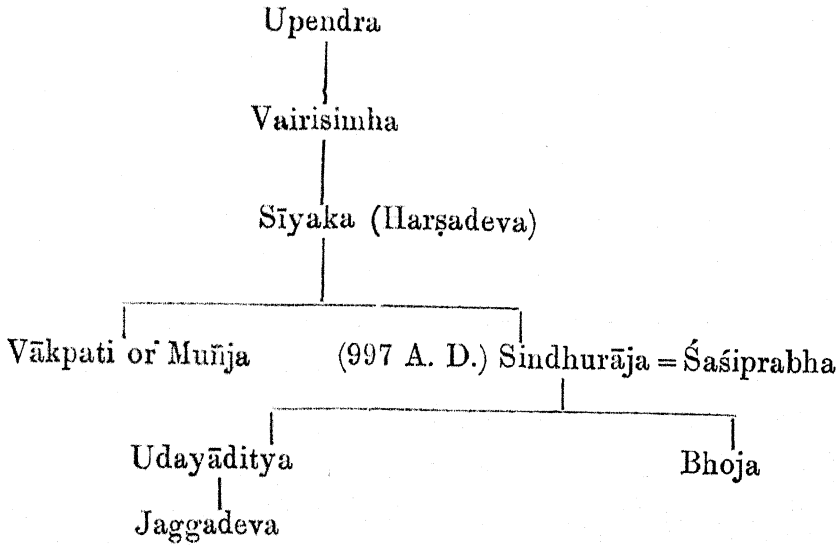 Upendra
Vairisimha
Sīyaka (Harṣadeva)
Vākpati or Muñja (997 A. D.) Sindhurāja = Śaśiprabha
Udayāditya Bhoja
Jaggadeva